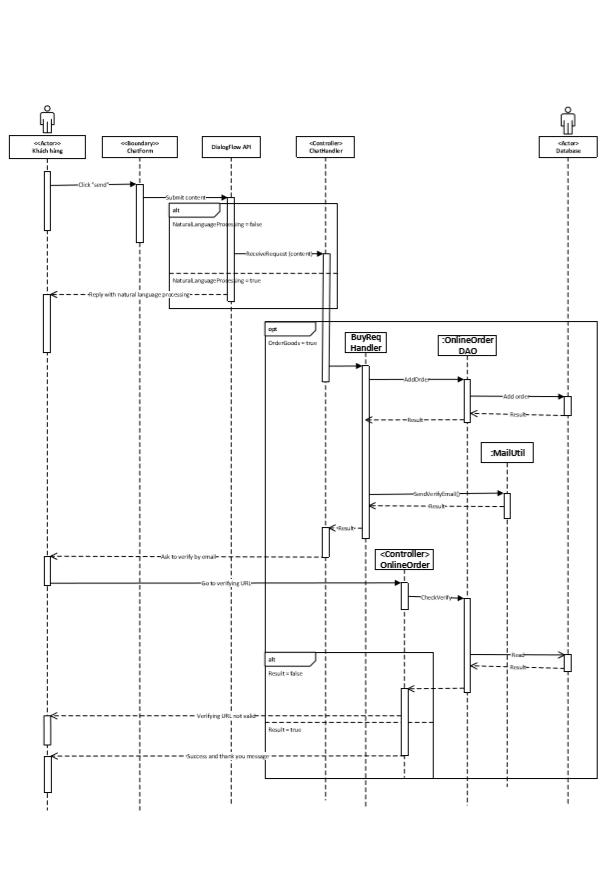 <<Actor>>
Khách hàng
<<Boundary>>
ChatForm
DialogFlow API
<Controller>
ChatHandler
<Actor>
Database
Click "send"
Submit content
alt
NaturalLanguageProcessing = false
ReceiveRequest (content)
NaturalLanguageProcessing = true
Reply with natural language processing
opt
OrderGoods = true
BuyReq
Handler
:OnlineOrder
DAO
AddOrder
Add order
Result
Result
:MailUtil
SendVerifyEmail()
Result
Result
Ask to verify by email
<Controller>
OnlineOrder
Go to verifying URL
CheckVerify
Read
Result
alt
Result = false
Verifying URL not valid
Result = true
Success and thank you message